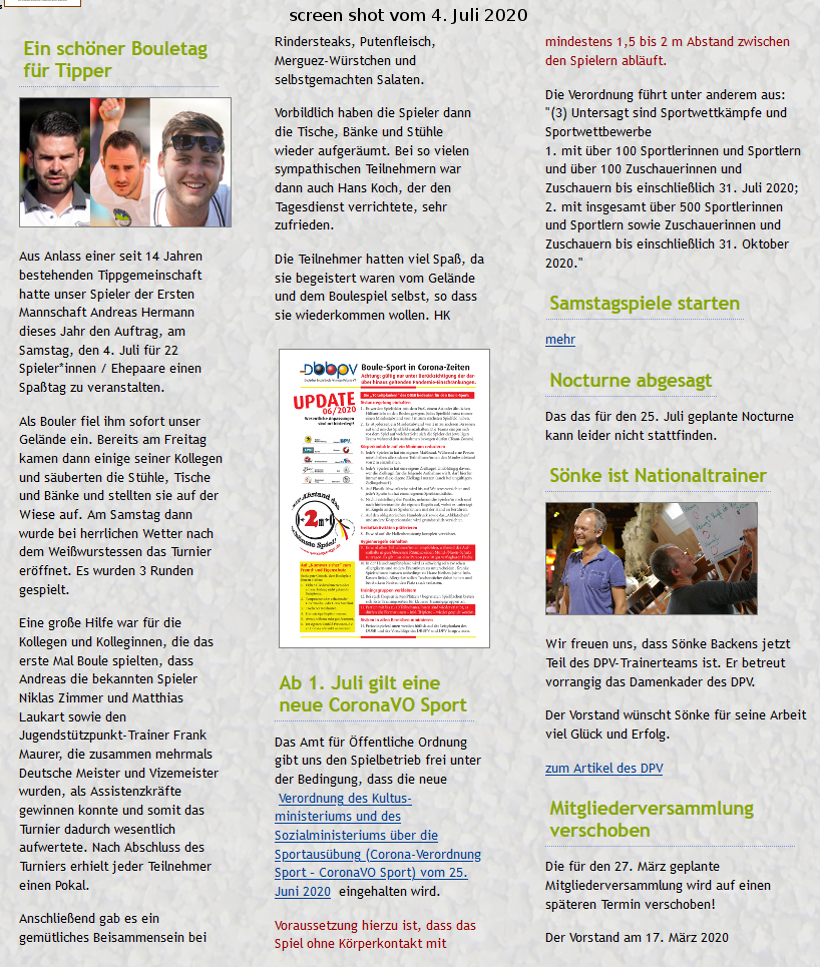 screen shot vom 4. Juli 2020
Ein schöner Bouletag
für Tipper
Aus Anlass einer seit 14 Jahren
bestehenden Tippgemeinschaft
hatte unser Spieler der Ersten
Mannschaft Andreas Hermann
dieses Jahr den Auftrag, am
Samstag, den 4. Juli für 22
Spieler*innen / Ehepaare einen
Spaßtag zu veranstalten.
Als Bouler fiel ihm sofort unser
Gelände ein. Bereits am Freitag
kamen dann einige seiner Kollegen
und säuberten die Stühle, Tische
und Bänke und stellten sie auf der
Wiese auf. Am Samstag dann
wurde bei herrlichen Wetter nach
dem Weißwurstessen das Turnier
eröffnet. Es wurden 3 Runden
gespielt.
Eine große Hilfe war für die
Kollegen und Kolleginnen, die das
erste Mal Boule spielten, dass
Andreas die bekannten Spieler
Niklas Zimmer und Matthias
Laukart sowie den
Jugendstützpunkt-Trainer Frank
Maurer, die zusammen mehrmals
Deutsche Meister und Vizemeister
wurden, als Assistenzkräfte
gewinnen konnte und somit das
Turnier dadurch wesentlich
aufwertete. Nach Abschluss des
Turniers erhielt jeder Teilnehmer
einen Pokal.
Anschließend gab es ein
gemütliches Beisammensein bei
Rindersteaks, Putenfleisch,
Merguez-Würstchen und
selbstgemachten Salaten.
Vorbildlich haben die Spieler dann
die Tische, Bänke und Stühle
wieder aufgeräumt. Bei so vielen
sympathischen Teilnehmern war
dann auch Hans Koch, der den
Tagesdienst verrichtete, sehr
zufrieden.
Die Teilnehmer hatten viel Spaß, da
sie begeistert waren vom Gelände
und dem Boulespiel selbst, so dass
sie wiederkommen wollen. HK
Boule-Sport in Corona-Zeiten
UPDATE
06/2020
2m
Ab 1. Juli gilt eine
neue CoronaVO Sport
Das Amt für Öffentliche Ordnung
gibt uns den Spielbetrieb frei unter
der Bedingung, dass die neue
Verordnung des Kultus-
ministeriums und des
Sozialministeriums über die
Sportausübung (Corona-Verordnung
Sport - CoronaVO Sport) vom 25.
Juni 2020 eingehalten wird.
Voraussetzung hierzu ist, dass das
Spiel ohne Körperkontakt mit
mindestens 1,5 bis 2 m Abstand zwischen
den Spielern abläuft.
Die Verordnung führt unter anderem aus:
"(3) Untersagt sind Sportwettkämpfe und
Sportwettbewerbe
1. mit über 100 Sportlerinnen und Sportlern
und über 100 Zuschauerinnen und
Zuschauern bis einschließlich 31. Juli 2020;
2. mit insgesamt über 500 Sportlerinnen
und Sportlern sowie Zuschauerinnen und
Zuschauern bis einschließlich 31. Oktober
2020."
Samstagspiele starten
mehr
Nocturne abgesagt
Das das für den 25. Juli geplante Nocturne
kann leider nicht stattfinden.
Sönke ist Nationaltrainer
Wir freuen uns, dass Sönke Backens jetzt
Teil des DPV-Trainerteams ist. Er betreut
vorrangig das Damenkader des DPV.
Der Vorstand wünscht Sönke für seine Arbeit
viel Glück und Erfolg.
zum Artikel des DPV
Mitgliederversammlung
verschoben
Die für den 27. März geplante
Mitgliederversammlung wird auf einen
späteren Termin verschoben!
Der Vorstand am 17. März 2020